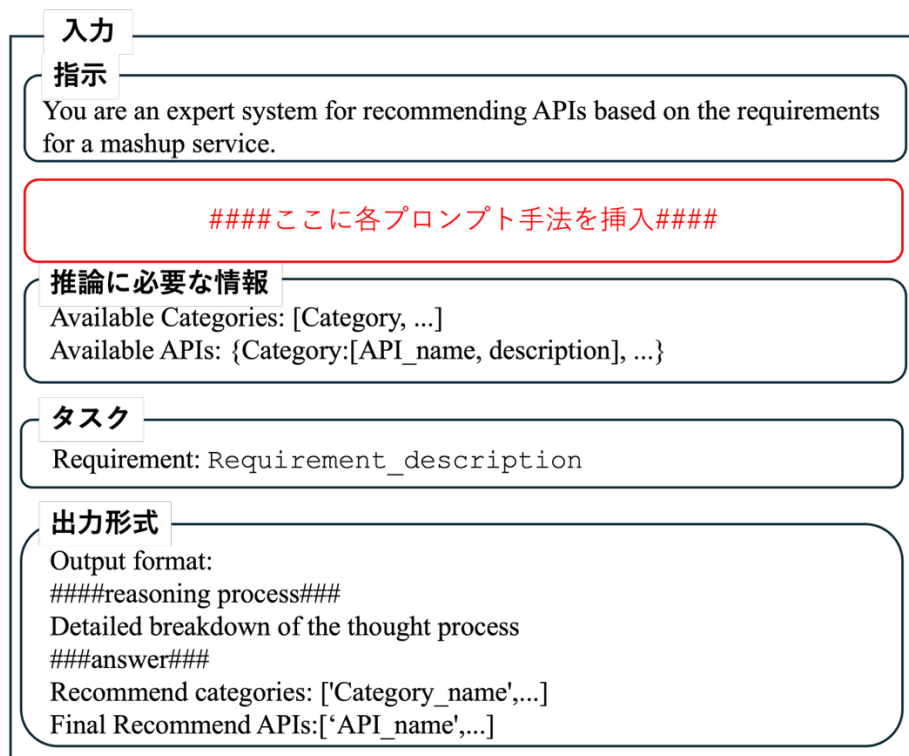 入力
指示
You are an expert system for recommending APIs based on the requirements
for a mashup service.
####ここに各プロンプト手法を挿入####
推論に必要な情報
Available Categories: [Category, ...]
Available APIs: {Category:[API_name, description], ...}
タスク
Requirement: Requirement_description
出力形式
Output format:
####reasoning process###
Detailed breakdown of the thought process
###answer###
Recommend categories: ['Category_name',...]
Final Recommend APIs:[‘API_name',...]